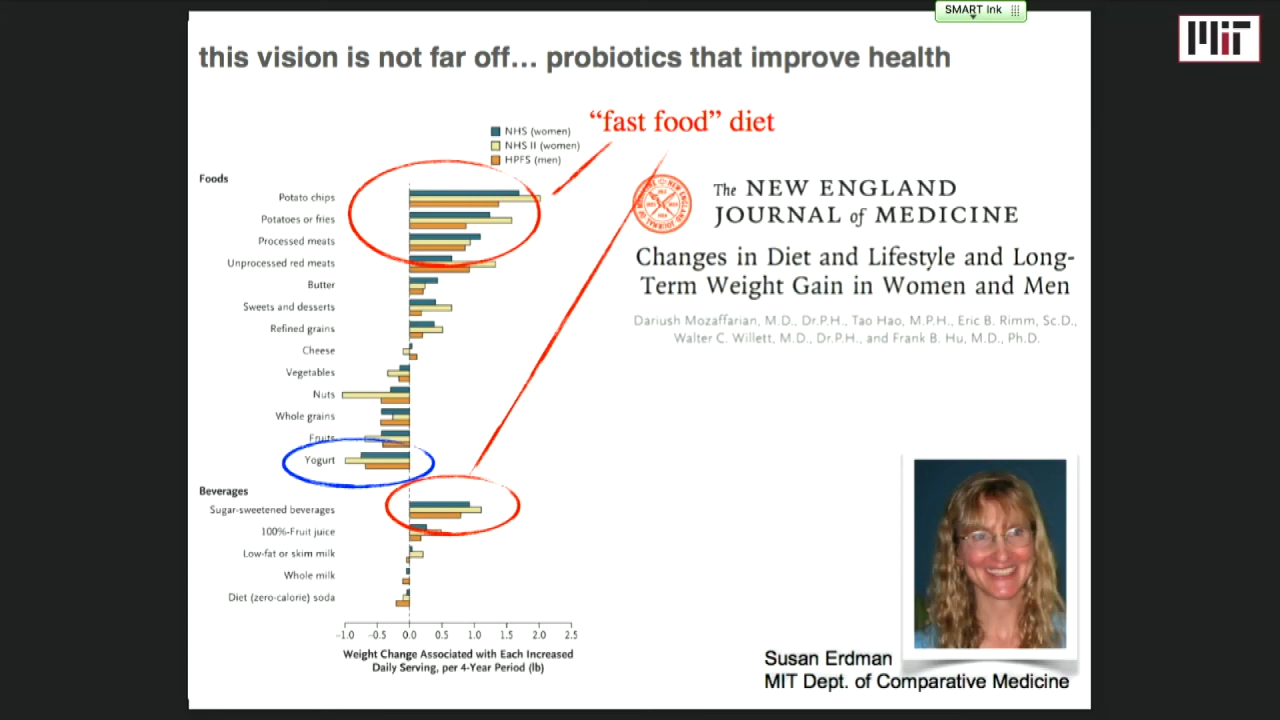 SMART Ink
MIT
this vision is not far off... probiotics that improve health
"fast food" diet
NHS (women)
NHS II (women)
HPFS (men)
The NEW ENGLAND
JOURNAL of MEDICINE
Changes in Diet and Lifestyle and Long-
Term Weight Gain in Women and Men
Dariush Mozaffarian, M.D., Dr.P.H., Tao Hao, M.P.H., Eric B. Rimm, Sc.D.,
Walter C. Willett, M.D., Dr.P.H., and Frank B. Hu, M.D., Ph.D.
Foods
Potato chips
Potatoes or fries
Processed meats
Unprocessed red meats
Butter
Sweets and desserts
Refined grains
Cheese
Vegetables
Nuts
Whole grains
Fruits
Yogurt
Beverages
Sugar-sweetened beverages
100%-Fruit juice
Low-fat or skim milk
Whole milk
Diet (zero-calorie) soda
-1.0 -0.5 0.0 0.5 1.0 1.5 2.0 2.5
Weight Change Associated with Each Increased
Daily Serving, per 4-Year Period (lb)
Susan Erdman
MIT Dept. of Comparative Medicine